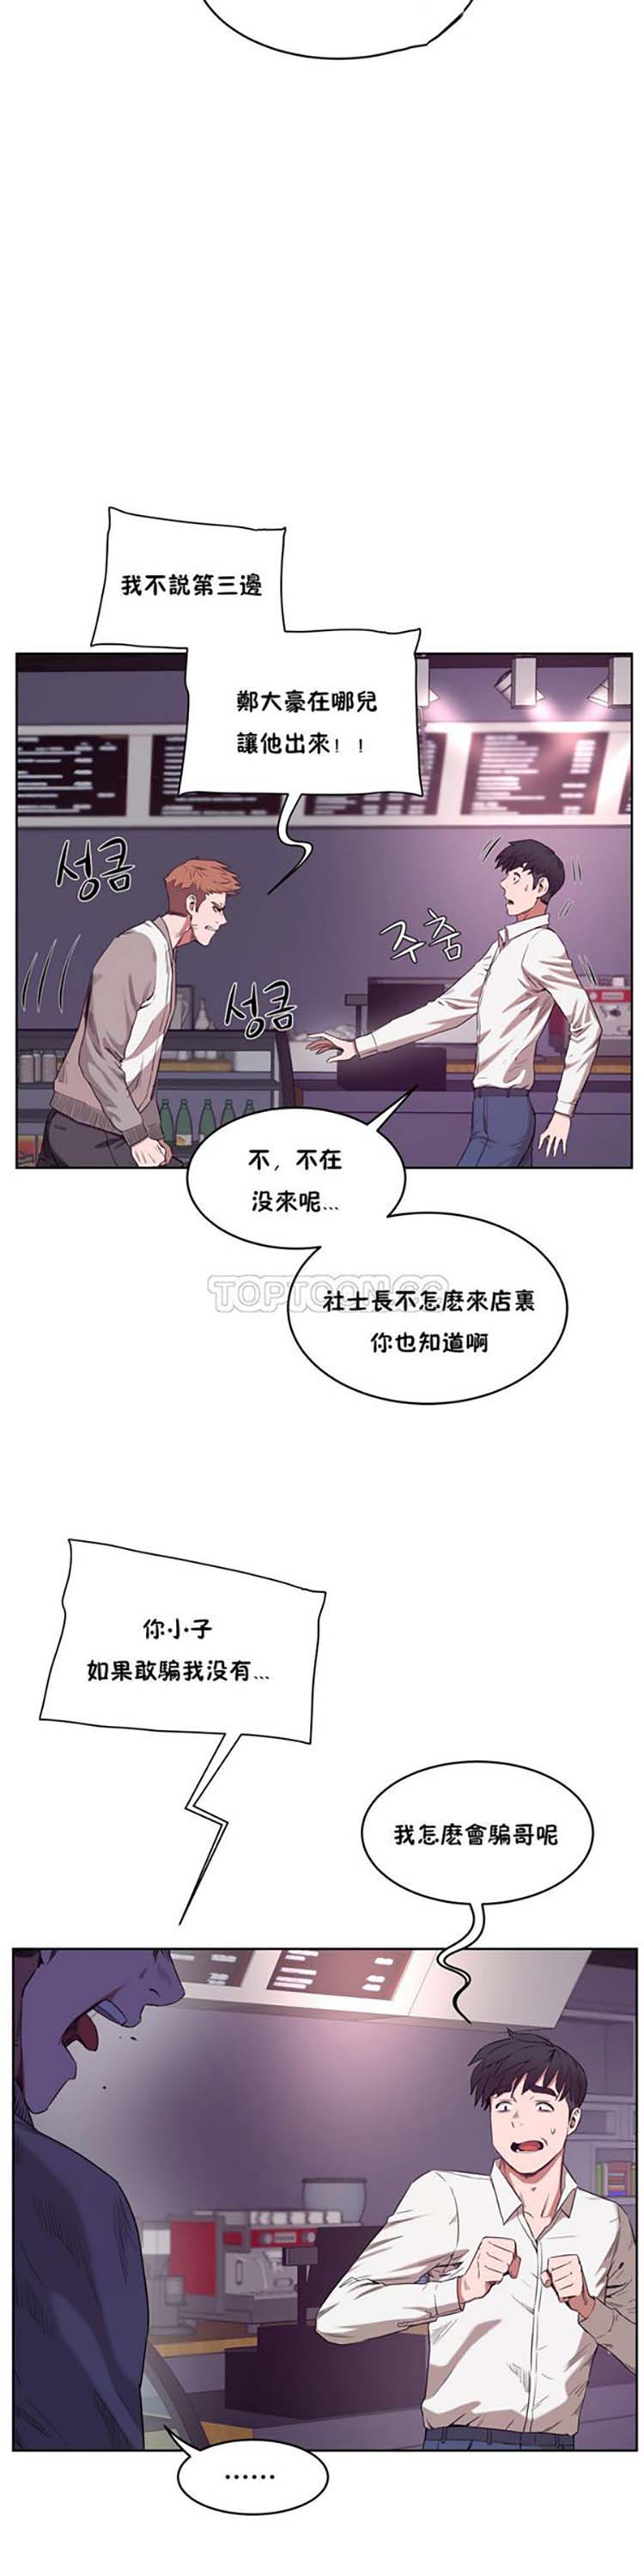 我不說第三邊
鄭大豪在哪兒
讓他出來！！
성큼
주춤
성큼
不，不在
没來呢...
TOPTOON.CC
社士長不怎麽來店裏
你也知道啊
你小子
如果敢騙我没有...
我怎麽會騙哥呢
……